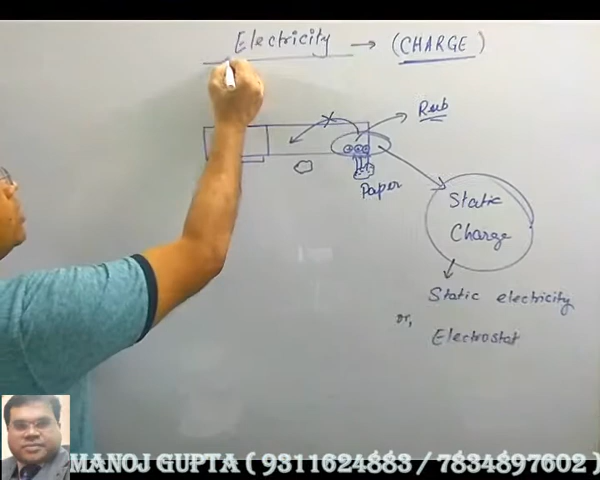 Electricity → (CHARGE)
Rub
Paper
Static
Charge
Static electricity
or,
Electrostat
MANOJ GUPTA ( 9311624883 / 7834897602 )